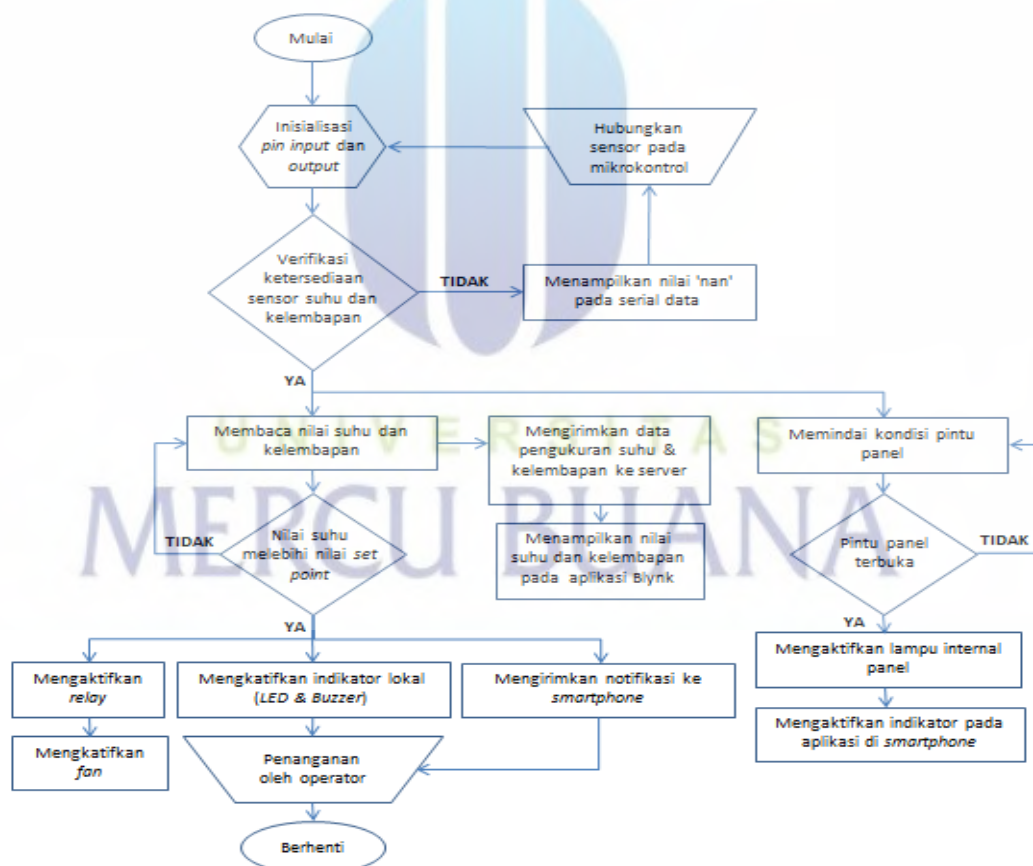 Mulai
Inisialisasi
pin input dan
output
Hubungkan
sensor pada
mikrokontrol
Verifikasi
ketersediaan
sensor suhu dan
kelembapan
TIDAK
Menampilkan nilai 'nan'
pada serial data
YA
UNIVERSITAS
MERCU BUANA
Membaca nilai suhu dan
kelembapan
Mengirimkan data
pengukuran suhu &
kelembapan ke server
Memindai kondisi pintu
panel
TIDAK
Nilai suhu
melebihi nilai set
point
Menampilkan nilai
suhu dan kelembapan
pada aplikasi Blynk
Pintu panel
terbuka
TIDAK
YA
YA
Mengaktifkan
relay
Mengkatifkan indikator lokal
(LED & Buzzer)
Mengirimkan notifikasi ke
smartphone
Mengaktifkan lampu internal
panel
Mengkatifkan
fan
Penanganan
oleh operator
Mengaktifkan indikator pada
aplikasi di smartphone
Berhenti